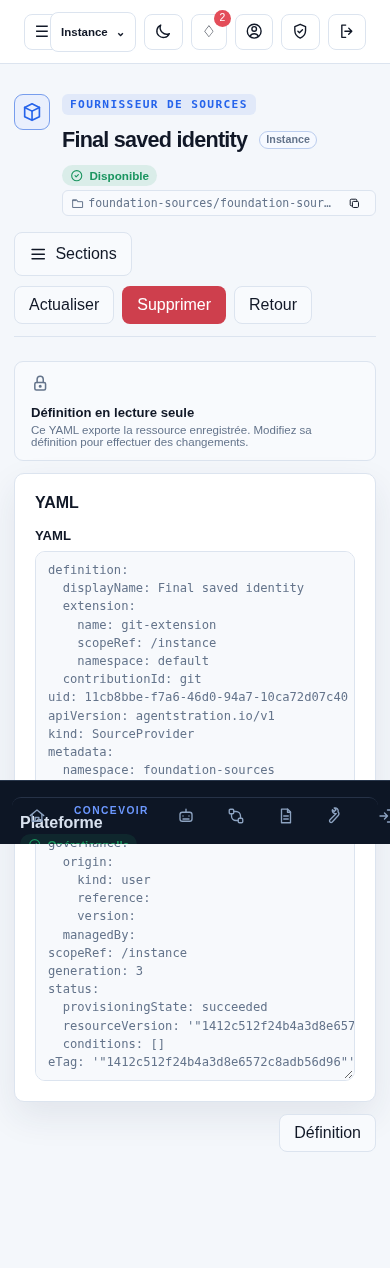 Instance
2
FOURNISSEUR DE SOURCES
Final saved identity
Instance
Disponible
foundation-sources/foundation-sour…
Sections
Actualiser
Supprimer
Retour
Définition en lecture seule
Ce YAML exporte la ressource enregistrée. Modifiez sa
définition pour effectuer des changements.
YAML
YAML
definition:
  displayName: Final saved identity
  extension:
    name: git-extension
    scopeRef: /instance
    namespace: default
  contributionId: git
uid: 11cb8bbe-f7a6-46d0-94a7-10ca72d07c40
apiVersion: agentstration.io/v1
kind: SourceProvider
metadata:
  namespace: foundation-sources
CONCEVOIR
Plateforme
governance:
  origin:
    kind: user
    reference:
    version:
  managedBy:
scopeRef: /instance
generation: 3
status:
  provisioningState: succeeded
  resourceVersion: '"1412c512f24b4a3d8e657
  conditions: []
eTag: '"1412c512f24b4a3d8e6572c8adb56d96"'
Définition